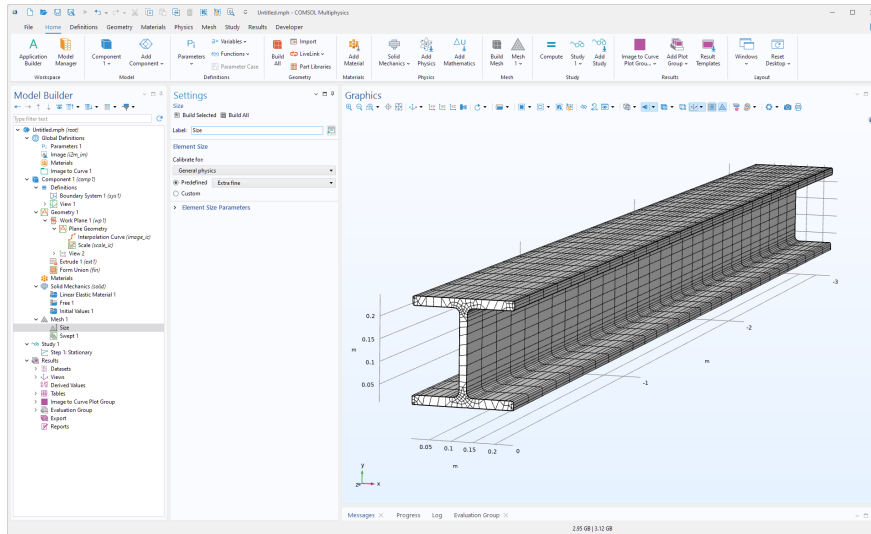 Untitled.mph - COMSOL Multiphysics
File Home Definitions Geometry Materials Physics Mesh Study Results Developer
Application Builder
Model Manager
Component 1
Add Component
Parameters
a= Variables
f(x) Functions
Parameter Case
Build All
Import
LiveLink
Part Libraries
Add Material
Solid Mechanics
Add Physics
Add Mathematics
Build Mesh
Mesh 1
Compute
Study 1
Add Study
Image to Curve Plot Grou...
Add Plot Group
Result Templates
Windows
Reset Desktop
Workspace Model Definitions Geometry Materials Physics Mesh Study Results Layout
Model Builder
Type filter text
Untitled.mph (root)
Global Definitions
Parameters 1
Image (i2m_im)
Materials
Image to Curve 1
Component 1 (comp1)
Definitions
Boundary System 1 (sys1)
View 1
Geometry 1
Work Plane 1 (wp1)
Plane Geometry
Interpolation Curve (image_ic)
Scale (scale_ic)
View 2
Extrude 1 (ext1)
Form Union (fin)
Materials
Solid Mechanics (solid)
Linear Elastic Material 1
Free 1
Initial Values 1
Mesh 1
Size
Swept 1
Study 1
Step 1: Stationary
Results
Datasets
Views
Derived Values
Tables
Image to Curve Plot Group
Evaluation Group
Export
Reports
Settings
Size
Build Selected Build All
Label: Size
Element Size
Calibrate for:
General physics
Predefined Extra fine
Custom
Element Size Parameters
Graphics
0.2
0.15
m
0.1
0.05
0.05 0.1 0.15 0.2 0
m
-1
m
-2
-3
y
z x
Messages Progress Log Evaluation Group
2.95 GB | 3.12 GB